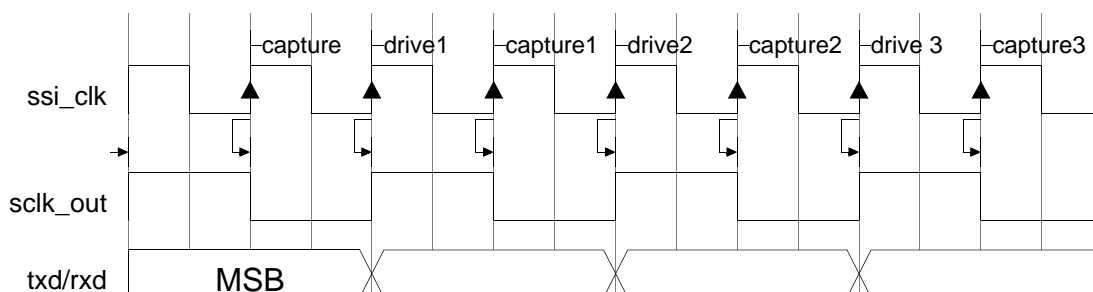 capture drive1 capture1 drive2 capture2 drive 3 capture3
ssi_clk
sclk_out
txd/rxd MSB